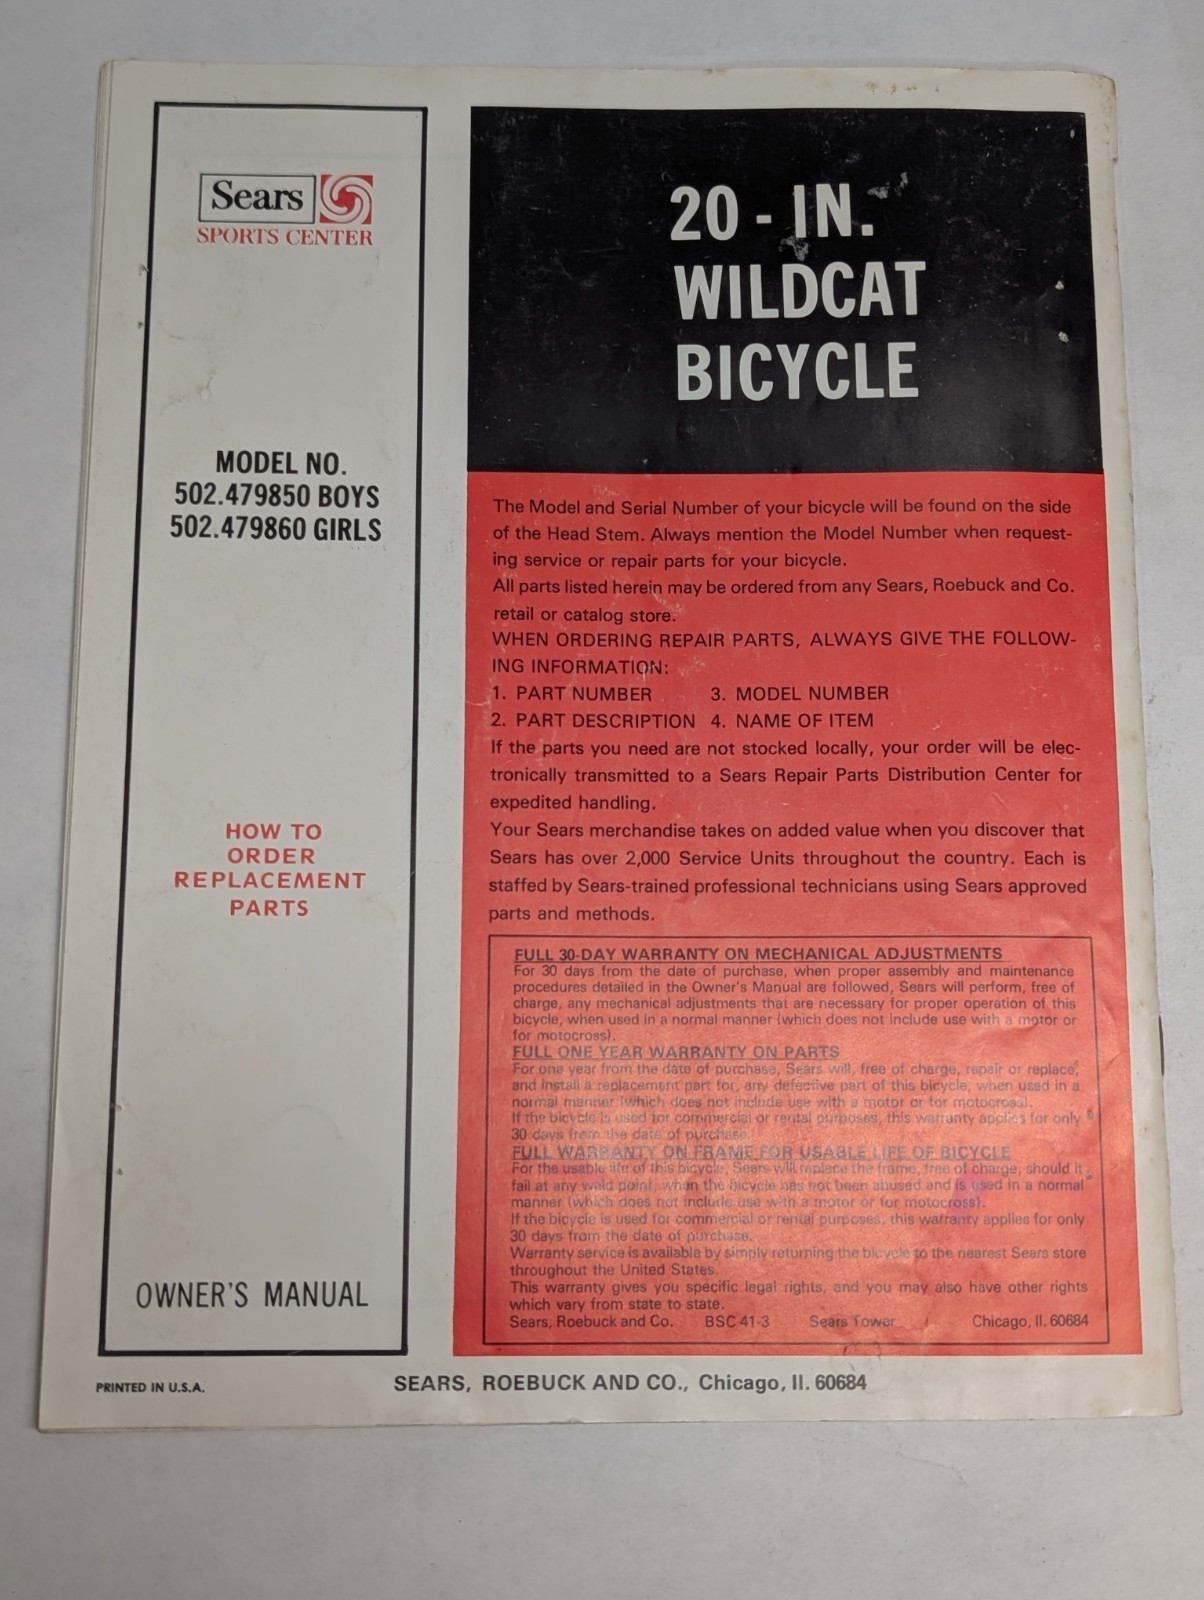 Sears
SPORTS CENTER
MODEL NO.
502.479850 BOYS
502.479860 GIRLS
HOW TO
ORDER
REPLACEMENT
PARTS
OWNER'S MANUAL
20 - IN.
WILDCAT
BICYCLE
The Model and Serial Number of your bicycle will be found on the side
of the Head Stem. Always mention the Model Number when request-
ing service or repair parts for your bicycle.
All parts listed herein may be ordered from any Sears, Roebuck and Co.
retail or catalog store.
WHEN ORDERING REPAIR PARTS, ALWAYS GIVE THE FOLLOW-
ING INFORMATION:
1. PART NUMBER 3. MODEL NUMBER
2. PART DESCRIPTION 4. NAME OF ITEM
If the parts you need are not stocked locally, your order will be elec-
tronically transmitted to a Sears Repair Parts Distribution Center for
expedited handling.
Your Sears merchandise takes on added value when you discover that
Sears has over 2,000 Service Units throughout the country. Each is
staffed by Sears-trained professional technicians using Sears approved
parts and methods.
FULL 30-DAY WARRANTY ON MECHANICAL ADJUSTMENTS
For 30 days from the date of purchase, when proper assembly and maintenance
procedures detailed in the Owner's Manual are followed, Sears will perform, free of
charge, any mechanical adjustments that are necessary for proper operation of this
bicycle, when used in a normal manner (which does not include use with a motor or
for motocross).
FULL ONE YEAR WARRANTY ON PARTS
For one year from the date of purchase, Sears will, free of charge, repair or replace,
and install a replacement part for, any defective part of this bicycle, when used in a
normal manner (which does not include use with a motor or for motocross).
If the bicycle is used for commercial or rental purposes, this warranty applies for only
30 days from the date of purchase.
FULL WARRANTY ON FRAME FOR USABLE LIFE OF BICYCLE
For the usable life of this bicycle, Sears will replace the frame, free of charge, should it
fail at any weld point, when the bicycle has not been abused and is used in a normal
manner (which does not include use with a motor or for motocross).
If the bicycle is used for commercial or rental purposes, this warranty applies for only
30 days from the date of purchase.
Warranty service is available by simply returning the bicycle to the nearest Sears store
throughout the United States.
This warranty gives you specific legal rights, and you may also have other rights
which vary from state to state.
Sears, Roebuck and Co. BSC 41-3 Sears Tower Chicago, Il. 60684
PRINTED IN U.S.A.
SEARS, ROEBUCK AND CO., Chicago, Il. 60684